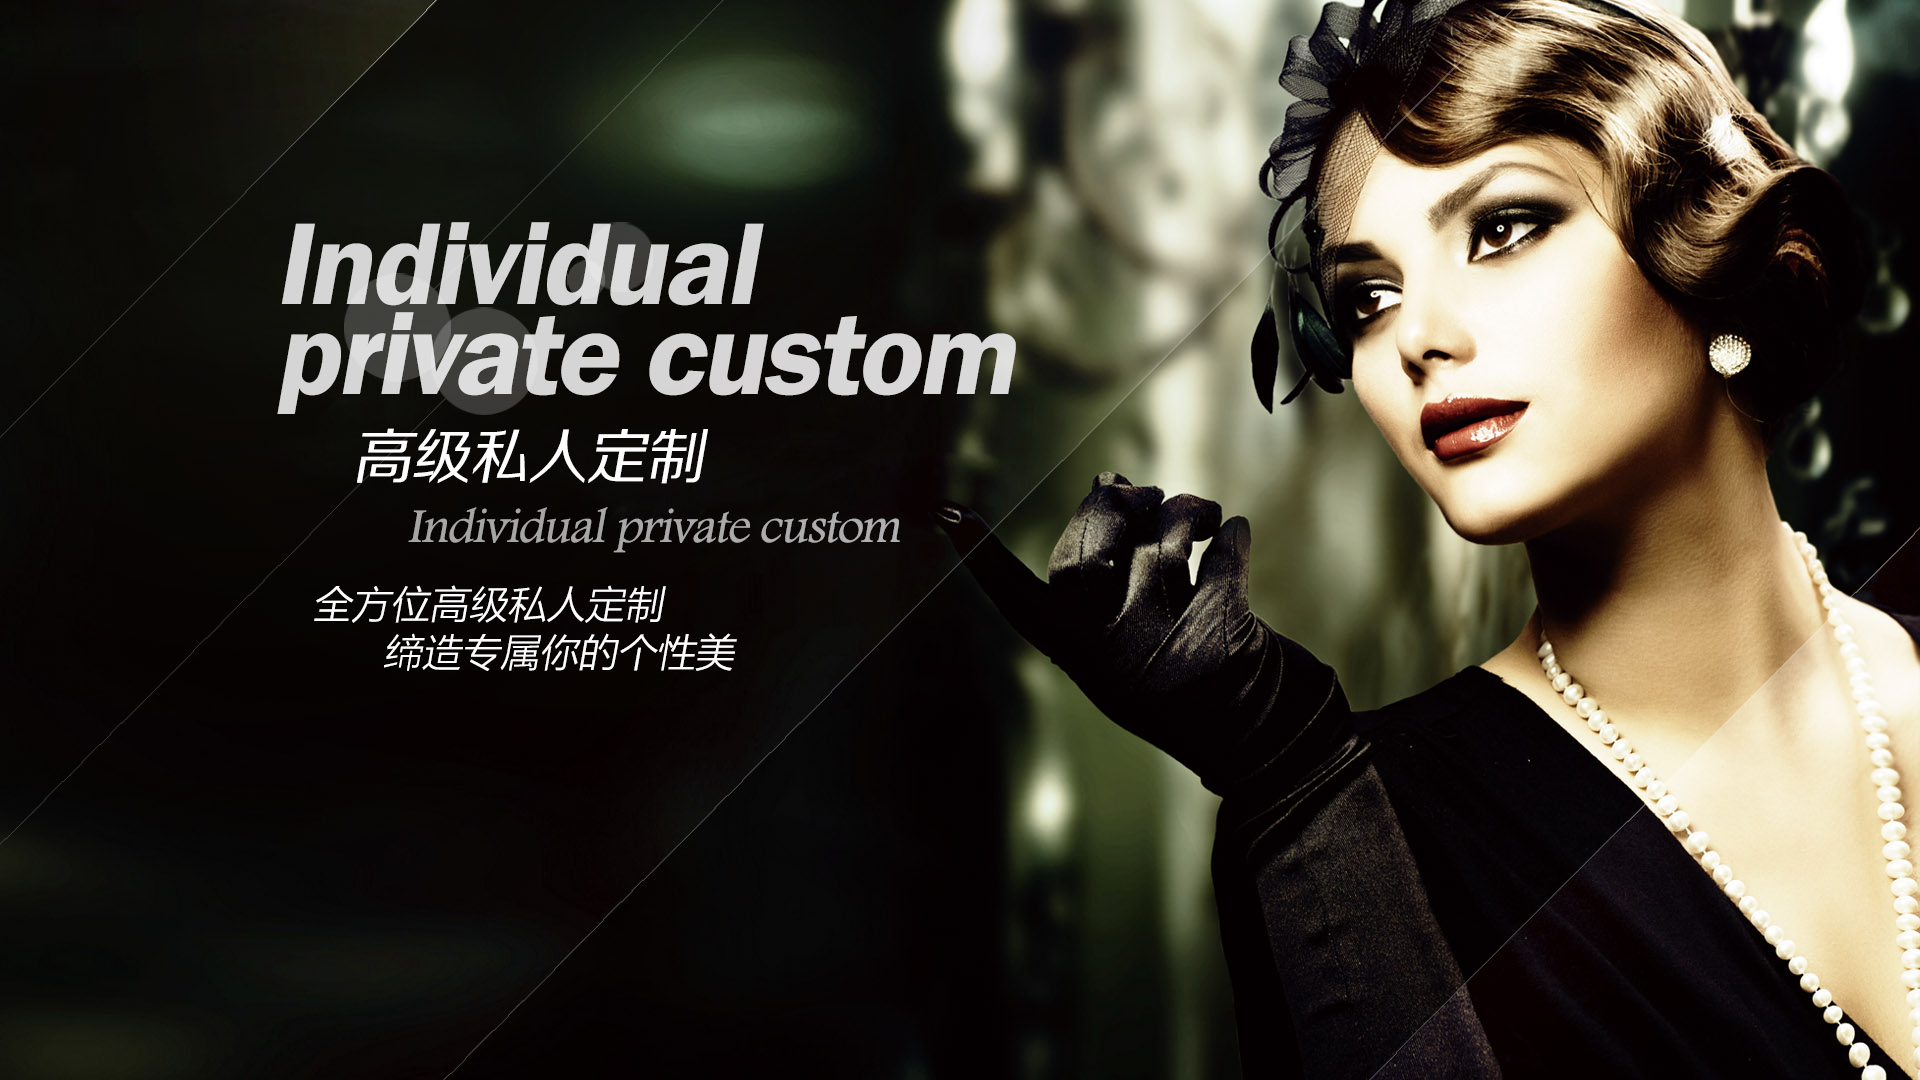 Individual
private custom
高级私人定制
Individual private custom
全方位高级私人定制
缔造专属你的个性美